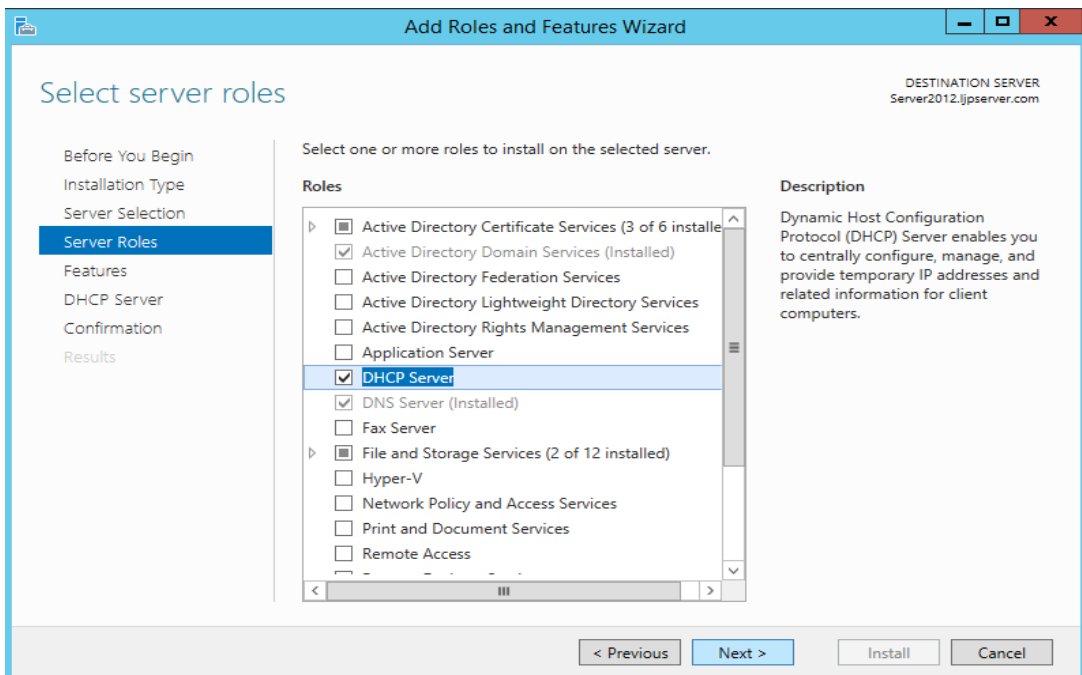 Add Roles and Features Wizard
Select server roles
DESTINATION SERVER
Server2012.ljpserver.com
Before You Begin
Installation Type
Server Selection
Server Roles
Features
DHCP Server
Confirmation
Results
Select one or more roles to install on the selected server.
Roles
Active Directory Certificate Services (3 of 6 installe
Active Directory Domain Services (Installed)
Active Directory Federation Services
Active Directory Lightweight Directory Services
Active Directory Rights Management Services
Application Server
DHCP Server
DNS Server (Installed)
Fax Server
File and Storage Services (2 of 12 installed)
Hyper-V
Network Policy and Access Services
Print and Document Services
Remote Access
Description
Dynamic Host Configuration
Protocol (DHCP) Server enables you
to centrally configure, manage, and
provide temporary IP addresses and
related information for client
computers.
< Previous
Next >
Install
Cancel